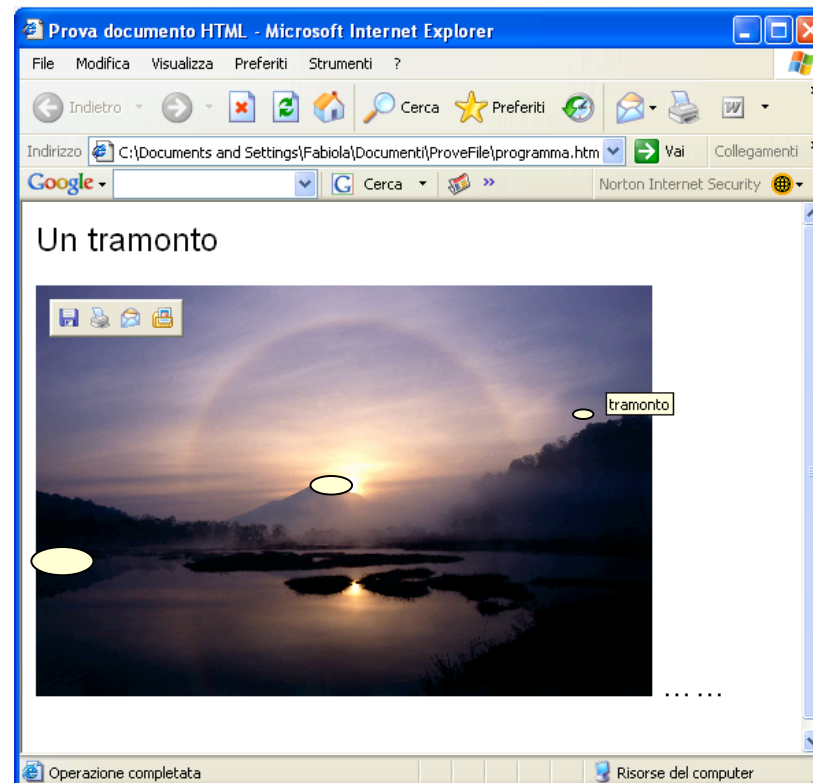 Prova documento HTML - Microsoft Internet Explorer
File Modifica Visualizza Preferiti Strumenti ?
Indietro Cerca Preferiti W
Indirizzo C:\Documents and Settings\Fabiola\Documenti\ProveFile\programma.htm Vai Collegamenti
Google G Cerca » Norton Internet Security
Un tramonto
tramonto
... ...
Operazione completata Risorse del computer